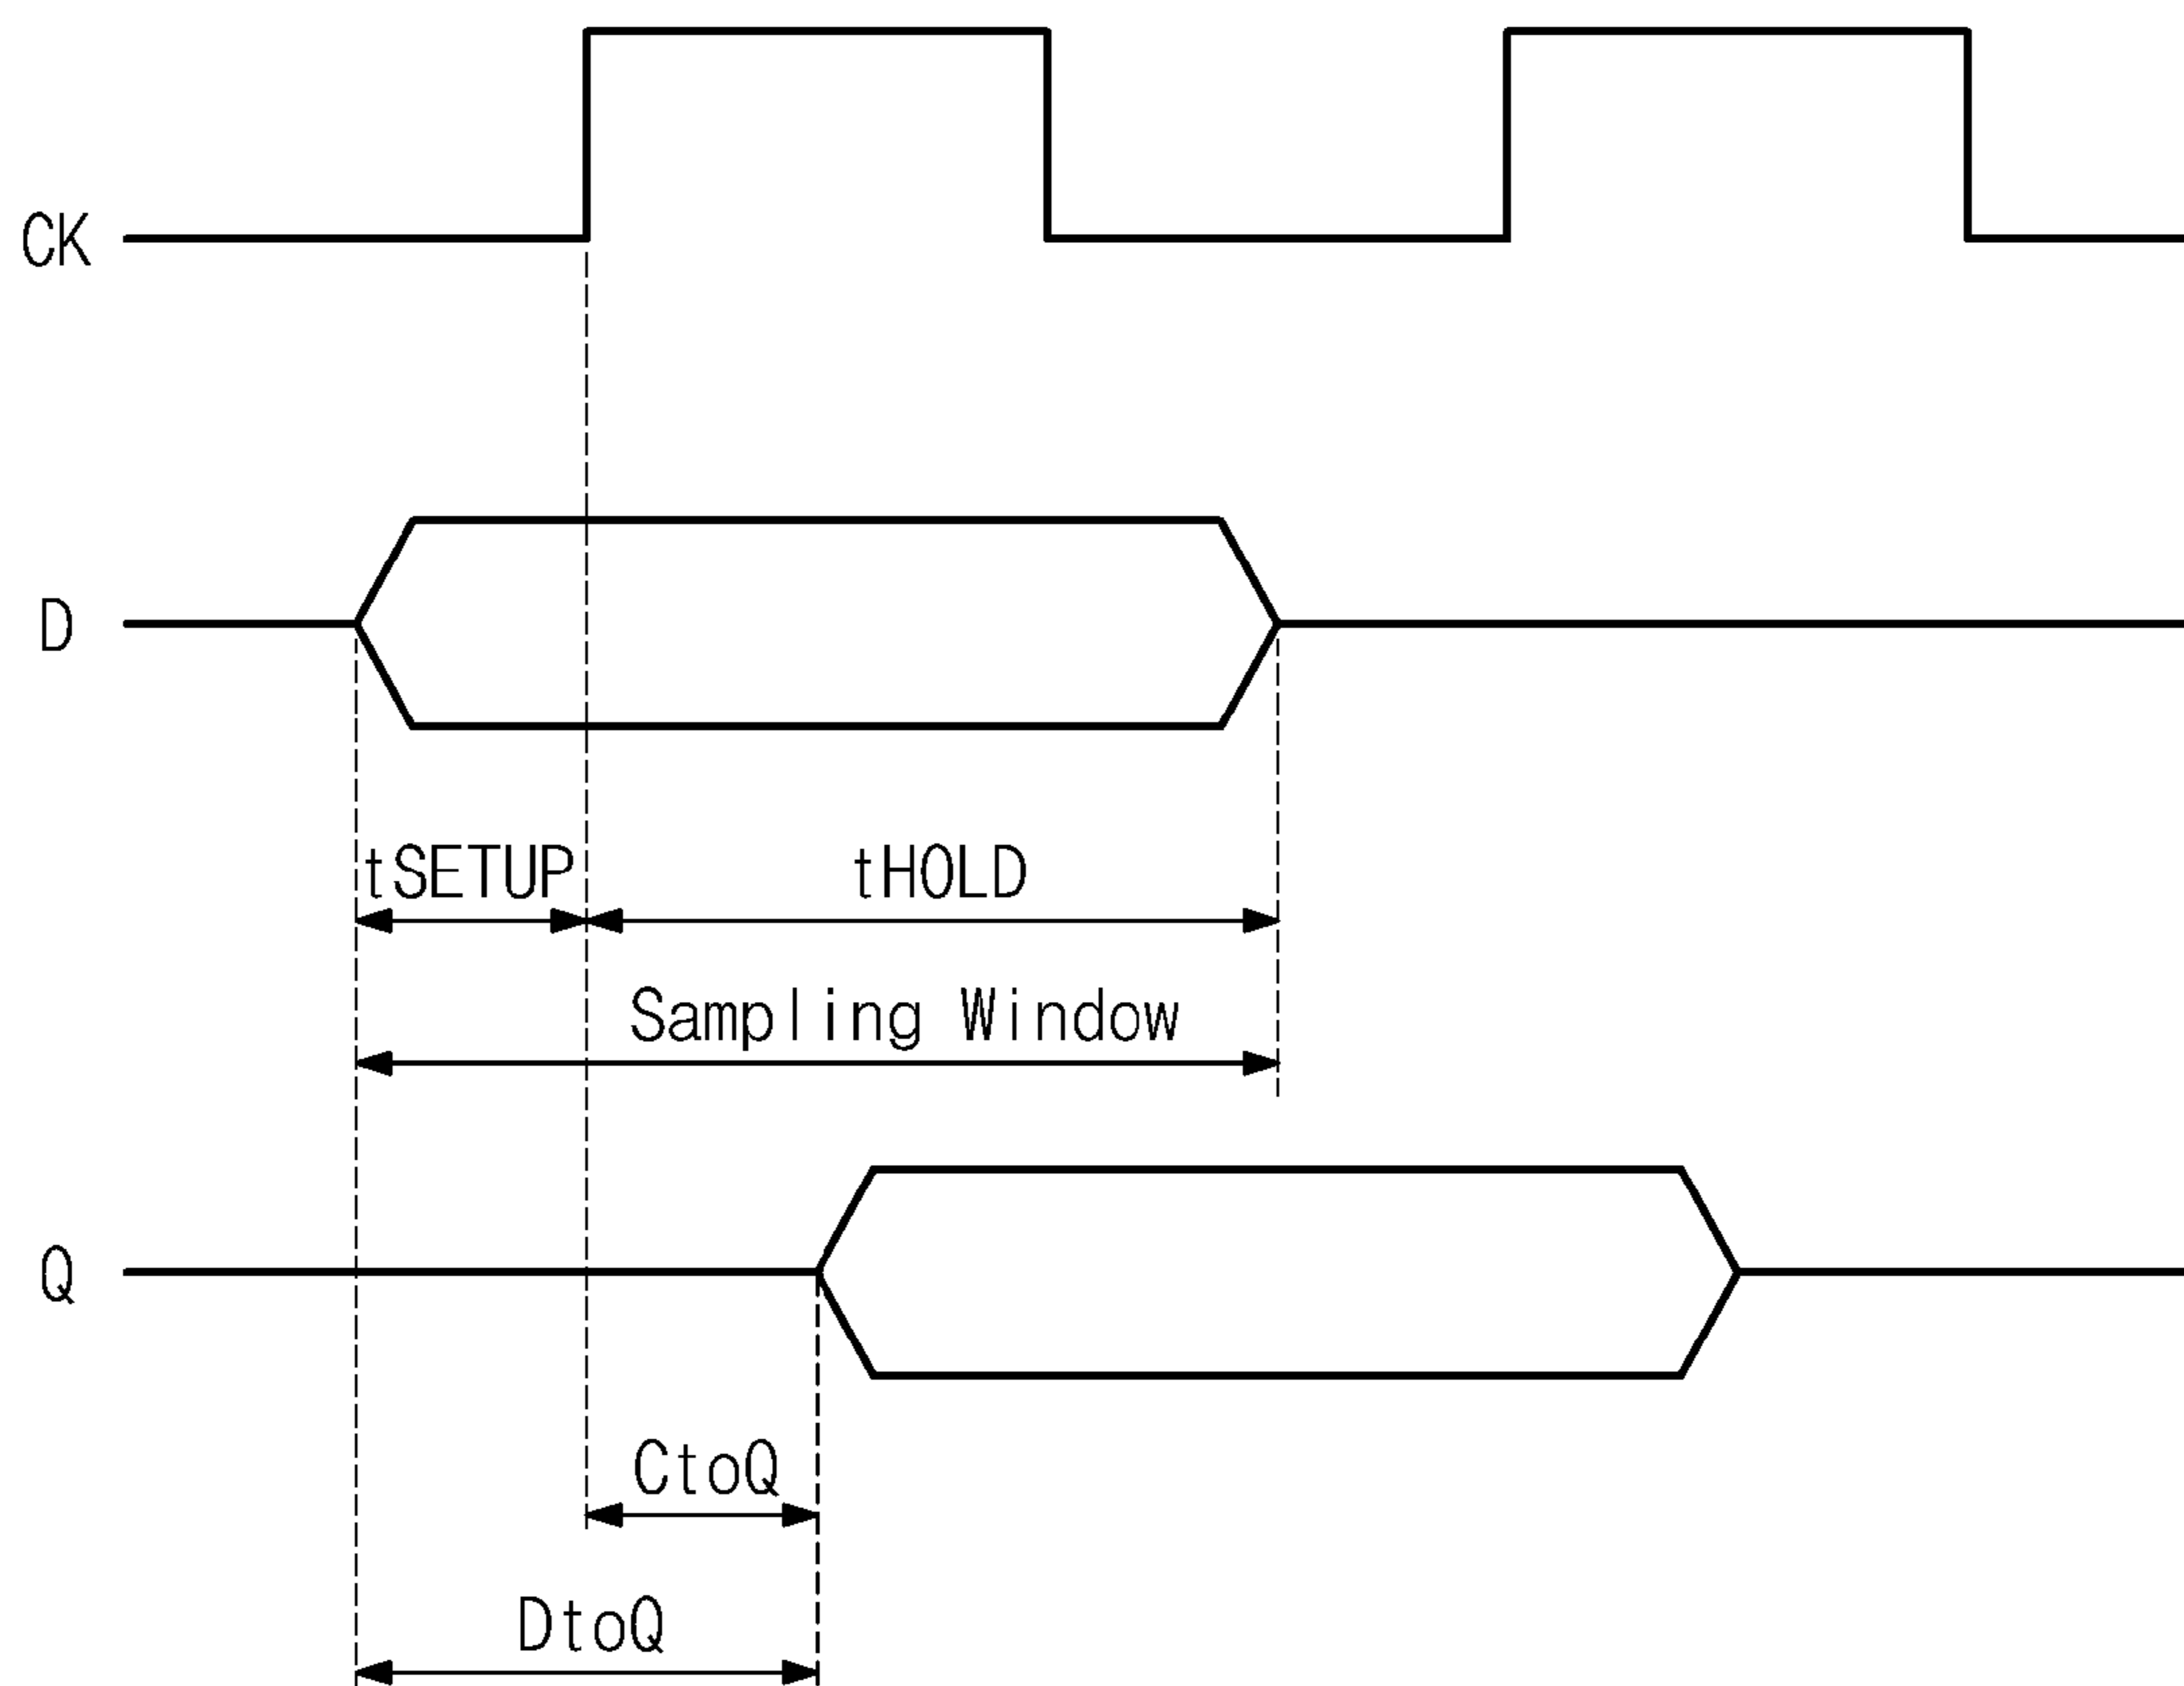 CK
D
tSETUP
tHOLD
Sampling Window
Q
CtoQ
DtoQ